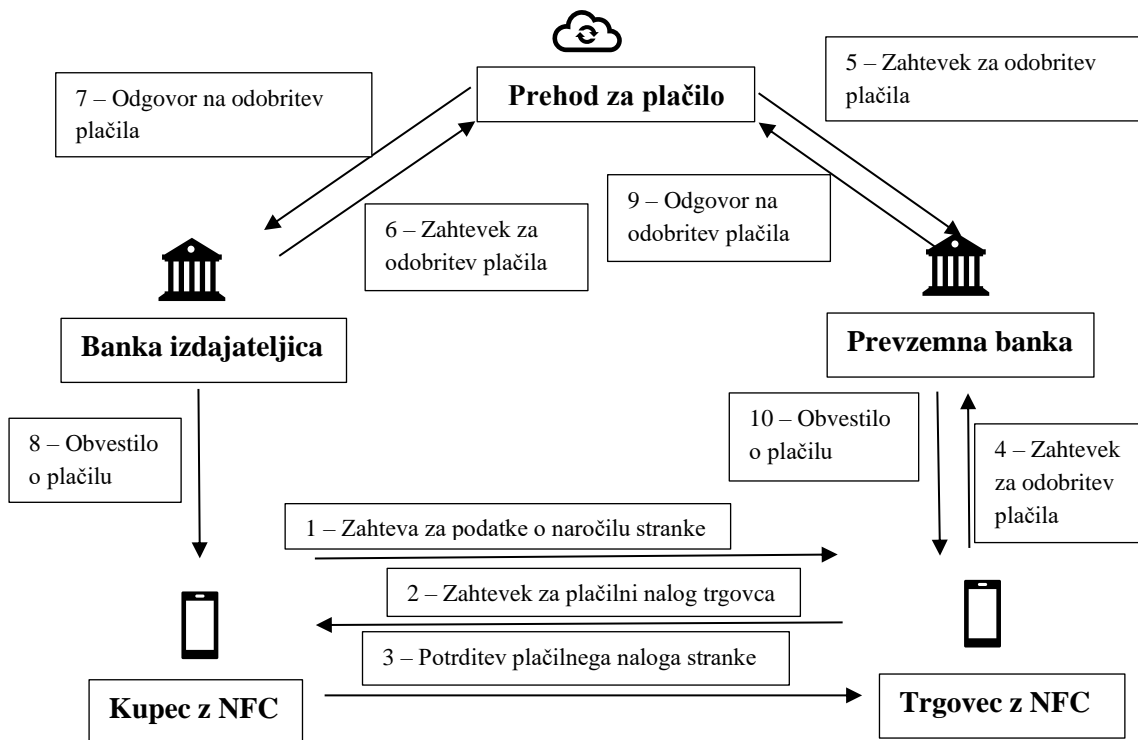 5 – Zahtevek za odobritev
plačila
7 – Odgovor na odobritev
plačila
Prehod za plačilo
9 – Odgovor na
odobritev plačila
6 – Zahtevek za
odobritev plačila
Banka izdajateljica
Prevzemna banka
10 – Obvestilo
o plačilu
8 – Obvestilo
o plačilu
4 – Zahtevek
za odobritev
plačila
1 – Zahteva za podatke o naročilu stranke
2 – Zahtevek za plačilni nalog trgovca
3 – Potrditev plačilnega naloga stranke
Kupec z NFC
Trgovec z NFC